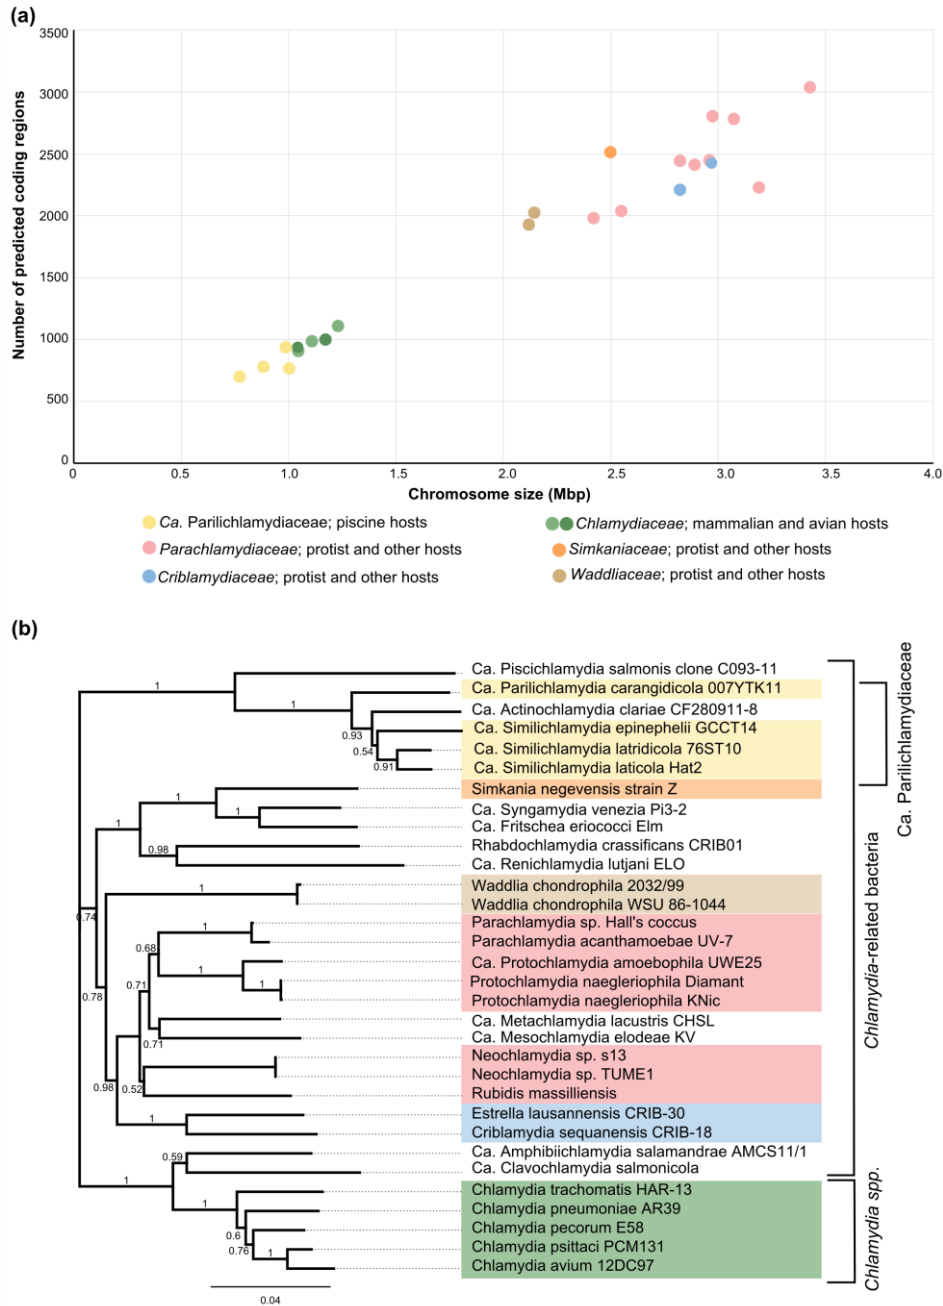 (a)
3500
3000
2500
2000
1500
1000
500
0
Number of predicted coding regions
0 0.5 1.0 1.5 2.0 2.5 3.0 3.5 4.0
Chromosome size (Mbp)
Ca. Parilichlamydiaceae; piscine hosts
Chlamydiaceae; mammalian and avian hosts
Parachlamydiaceae; protist and other hosts
Simkaniaceae; protist and other hosts
Criblamydiaceae; protist and other hosts
Waddliaceae; protist and other hosts
(b)
Ca. Piscichlamydia salmonis clone C093-11
1
Ca. Parilichlamydia carangidicola 007YTK11
1
Ca. Actinochlamydia clariae CF280911-8
0.93
Ca. Similichlamydia epinephelii GCCT14
0.54
Ca. Similichlamydia latridicola 76ST10
0.91
Ca. Similichlamydia laticola Hat2
Ca. Parilichlamydiaceae
1
Simkania negevensis strain Z
1
Ca. Syngamydia venezia Pi3-2
1
Ca. Fritschea eriococci Elm
0.98
Rhabdochlamydia crassificans CRIB01
Ca. Renichlamydia lutjani ELO
1
Waddlia chondrophila 2032/99
0.74
Waddlia chondrophila WSU 86-1044
1
Parachlamydia sp. Hall's coccus
0.68
Parachlamydia acanthamoebae UV-7
1
Ca. Protochlamydia amoebophila UWE25
0.71
1
Protochlamydia naegleriophila Diamant
0.78
Protochlamydia naegleriophila KNic
Ca. Metachlamydia lacustris CHSL
0.71
Ca. Mesochlamydia elodeae KV
Neochlamydia sp. s13
Neochlamydia sp. TUME1
0.98
0.52
Rubidis massilliensis
1
Estrella lausannensis CRIB-30
Criblamydia sequanensis CRIB-18
0.59
Ca. Amphibiichlamydia salamandrae AMCS11/1
Ca. Clavochlamydia salmonicola
Chlamydia-related bacteria
1
1
Chlamydia trachomatis HAR-13
Chlamydia pneumoniae AR39
0.6
Chlamydia pecorum E58
0.76
1
Chlamydia psittaci PCM131
Chlamydia avium 12DC97
Chlamydia spp.
0.04